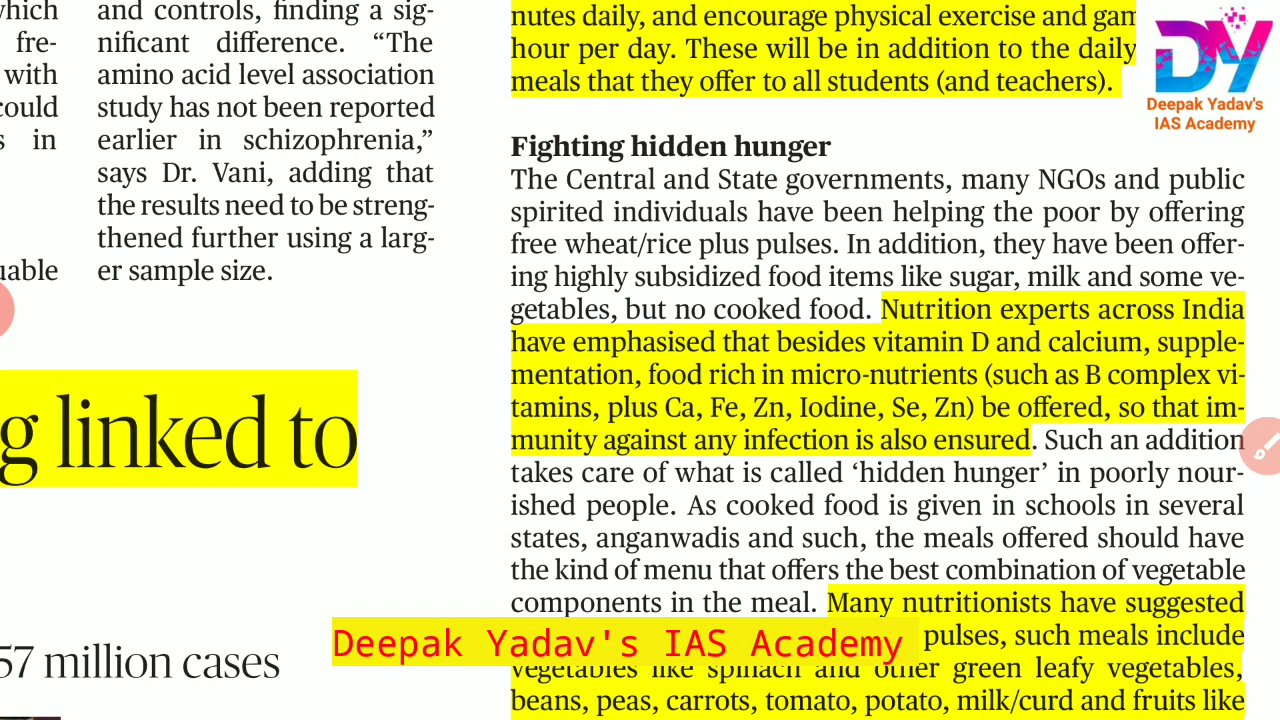 which
fre-
with
could
s in
uable
and controls, finding a sig-
nificant difference. “The
amino acid level association
study has not been reported
earlier in schizophrenia,”
says Dr. Vani, adding that
the results need to be streng-
thened further using a larg-
er sample size.
g linked to
57 million cases
nutes daily, and encourage physical exercise and
hour per day. These will be in addition to the daily
meals that they offer to all students (and teachers).
Fighting hidden hunger
The Central and State governments, many NGOs and public
spirited individuals have been helping the poor by offering
free wheat/rice plus pulses. In addition, they have been offer-
ing highly subsidized food items like sugar, milk and some ve-
getables, but no cooked food. Nutrition experts across India
have emphasised that besides vitamin D and calcium, supple-
mentation, food rich in micro-nutrients (such as B complex vi-
tamins, plus Ca, Fe, Zn, Iodine, Se, Zn) be offered, so that im-
munity against any infection is also ensured. Such an addition
takes care of what is called ‘hidden hunger’ in poorly nour-
ished people. As cooked food is given in schools in several
states, anganwadis and such, the meals offered should have
the kind of menu that offers the best combination of vegetable
components in the meal. Many nutritionists have suggested
pulses, such meals include
vegetables like spinach and other green leafy vegetables,
beans, peas, carrots, tomato, potato, milk/curd and fruits like
DY
Deepak Yadav's
IAS Academy
Deepak Yadav's IAS Academy